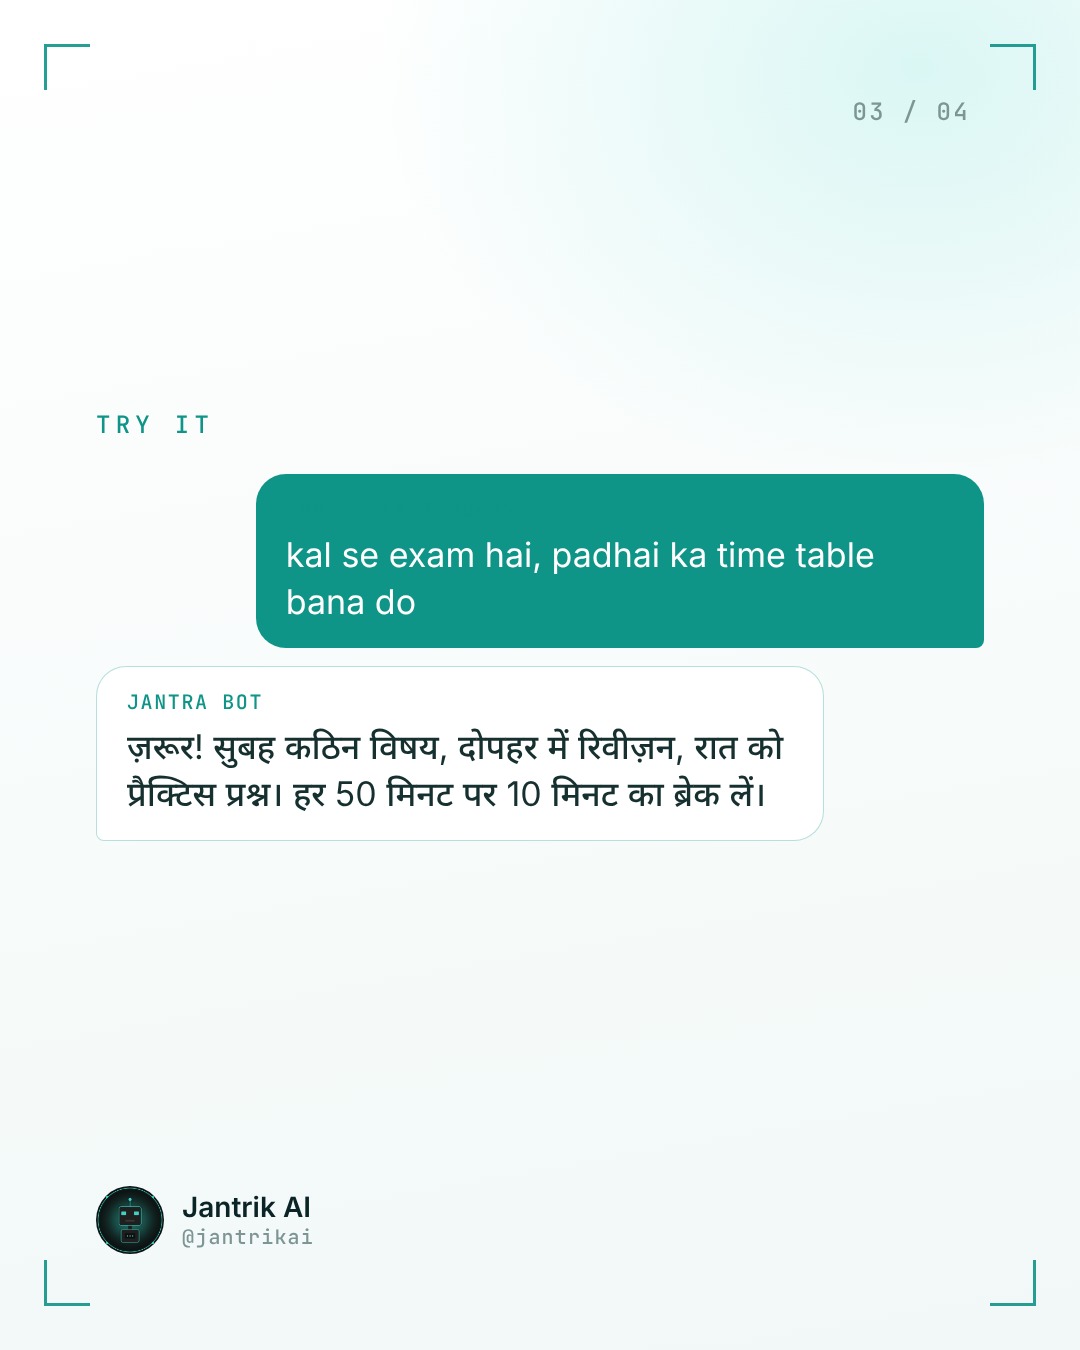 03 / 04
TRY IT
kal se exam hai, padhai ka time table
bana do
JANTRA BOT
ज़रूर! सुबह कठिन विषय, दोपहर में रिवीज़न, रात को
प्रैक्टिस प्रश्न। हर 50 मिनट पर 10 मिनट का ब्रेक लें।
Jantrik AI
@jantrikai